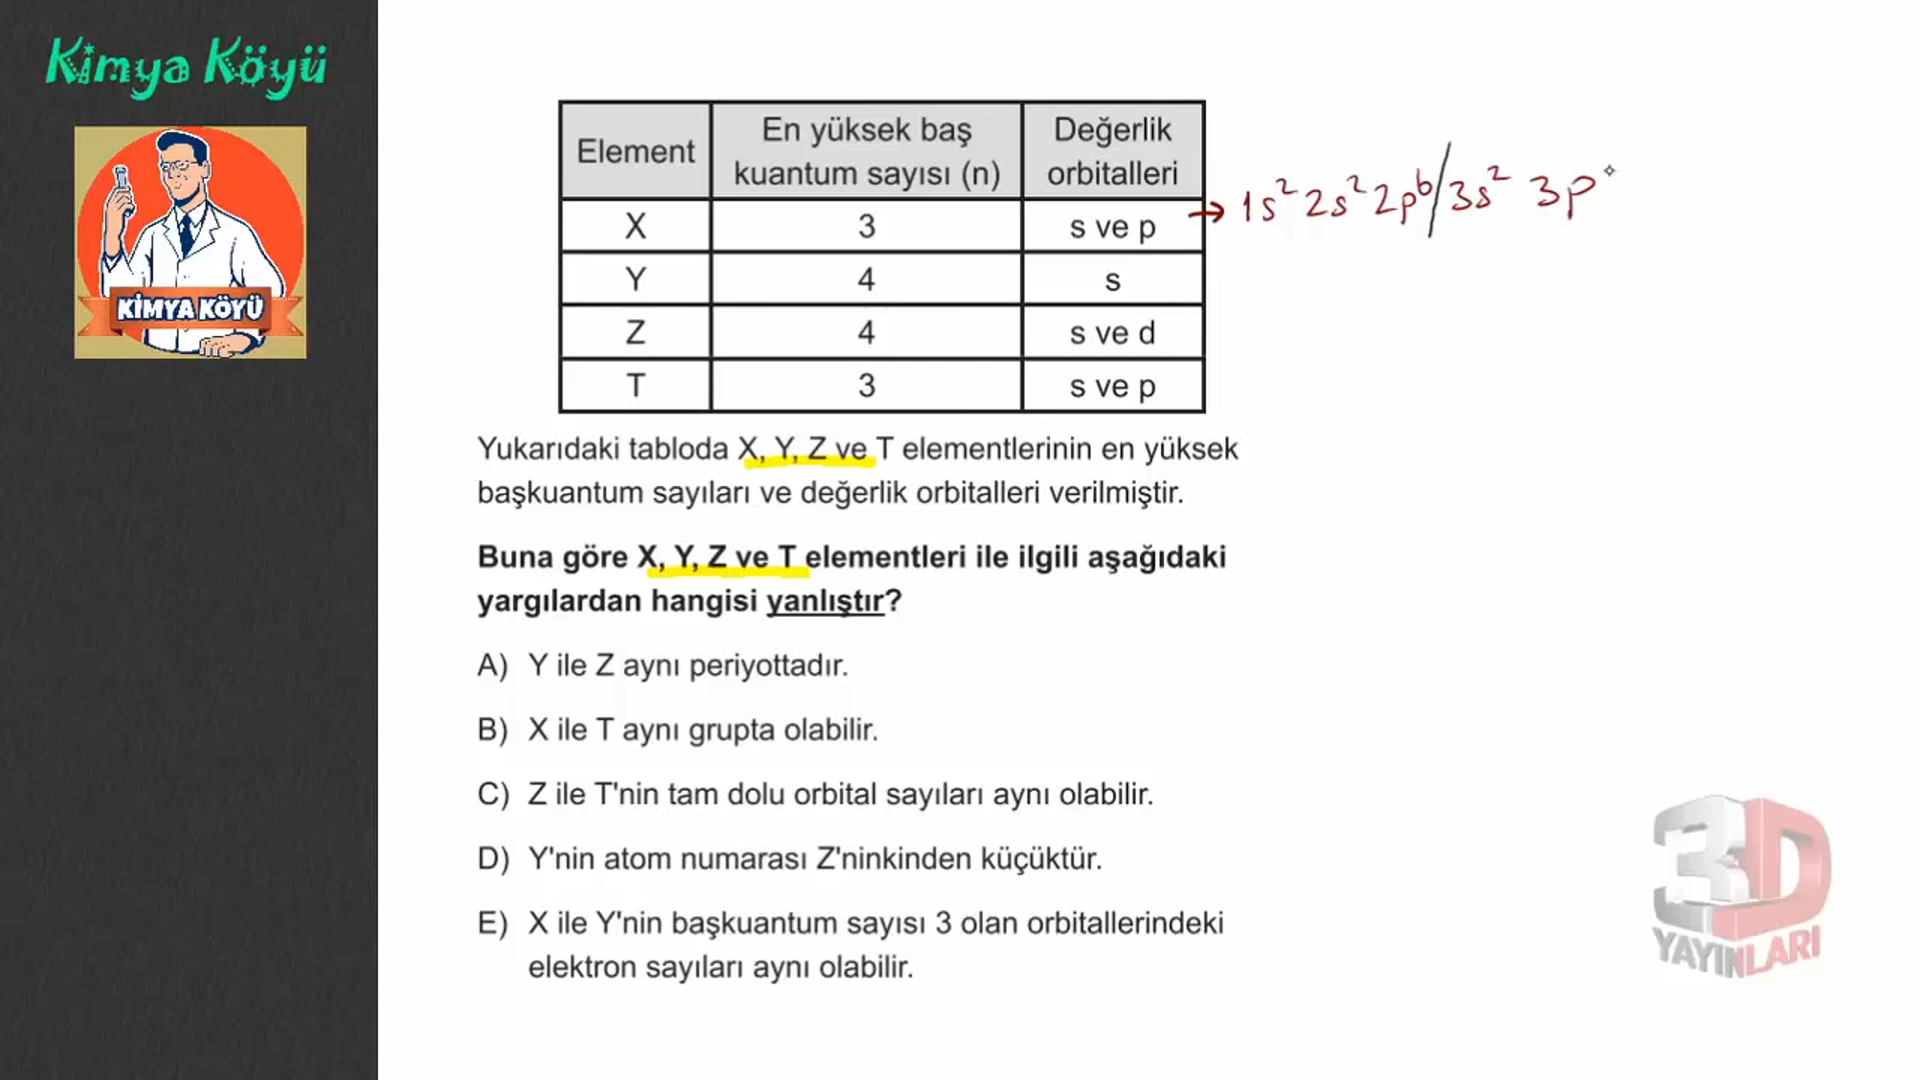 Kimya Köyü
KİMYA KÖYÜ
Element
En yüksek baş
kuantum sayısı (n)
Değerlik
orbitalleri
X 3 s ve p
→ 1s² 2s² 2p⁶/3s² 3p
Y 4 s
Z 4 s ve d
T 3 s ve p
Yukarıdaki tabloda X, Y, Z ve T elementlerinin en yüksek
başkuantum sayıları ve değerlik orbitalleri verilmiştir.
Buna göre X, Y, Z ve T elementleri ile ilgili aşağıdaki
yargılardan hangisi yanlıştır?
A) Y ile Z aynı periyottadır.
B) X ile T aynı grupta olabilir.
C) Z ile T'nin tam dolu orbital sayıları aynı olabilir.
D) Y'nin atom numarası Z'ninkinden küçüktür.
E) X ile Y'nin başkuantum sayısı 3 olan orbitallerindeki
elektron sayıları aynı olabilir.
3D
YAYINLARI